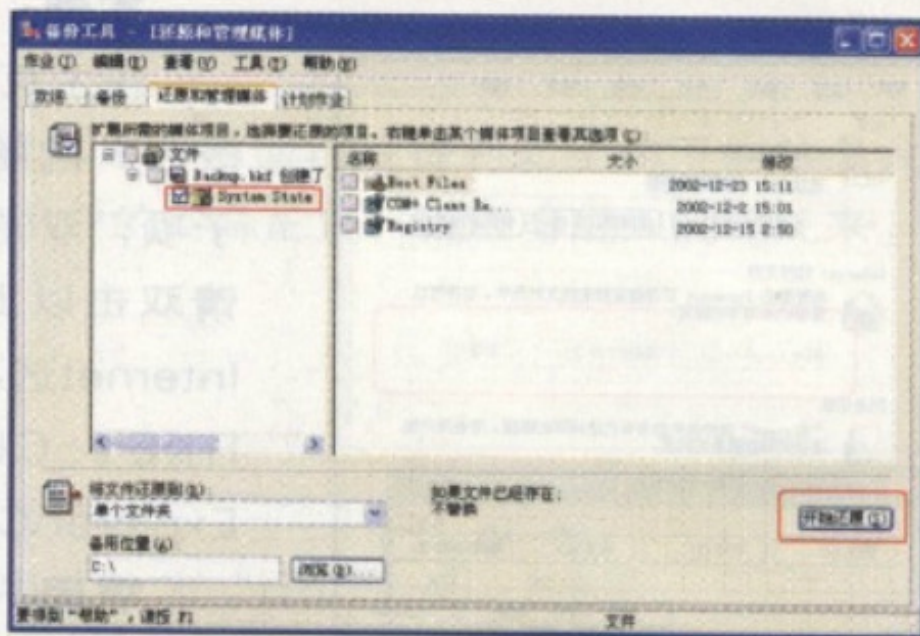 备份工具 - [还原和管理媒体]
作业(J) 编辑(E) 查看(V) 工具(T) 帮助(H)
欢迎 备份 还原和管理媒体 计划作业
扩展所需的媒体项目，选择要还原的项目。右键单击某个媒体项目查看其选项(C):
文件
Backup.bkf 创建了
System State
名称 大小 修改
Boot Files 2002-12-23 15:11
COM+ Class Re... 2002-12-2 15:01
Registry 2002-12-15 2:50
将文件还原到(R):
单个文件夹
备用位置(A)
C:\
浏览(B)...
如果文件已经存在:
不替换
开始还原(S)
要得到“帮助”，请按 F1
文件